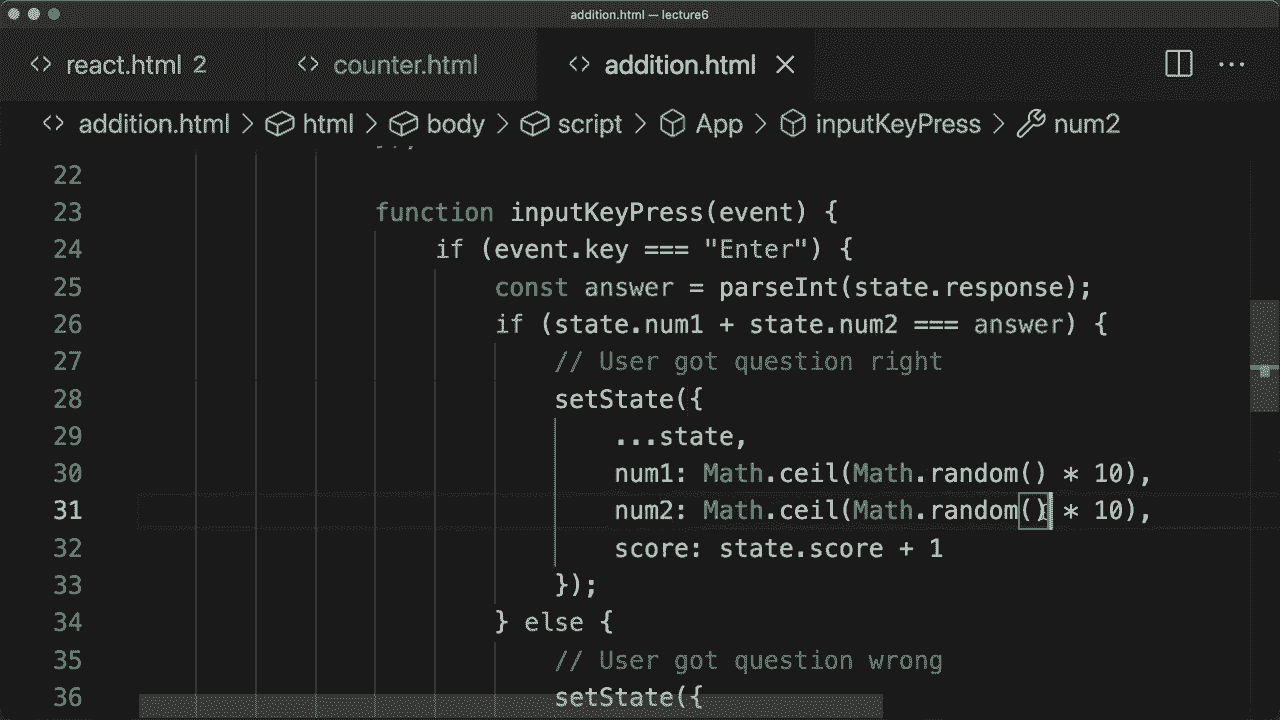 addition.html — lecture6
react.html 2 counter.html addition.html
addition.html > html > body > script > App > inputKeyPress > num2
22
23 function inputKeyPress(event) {
24 if (event.key === "Enter") {
25 const answer = parseInt(state.response);
26 if (state.num1 + state.num2 === answer) {
27 // User got question right
28 setState({
29 ...state,
30 num1: Math.ceil(Math.random() * 10),
31 num2: Math.ceil(Math.random() * 10),
32 score: state.score + 1
33 });
34 } else {
35 // User got question wrong
36 setState({